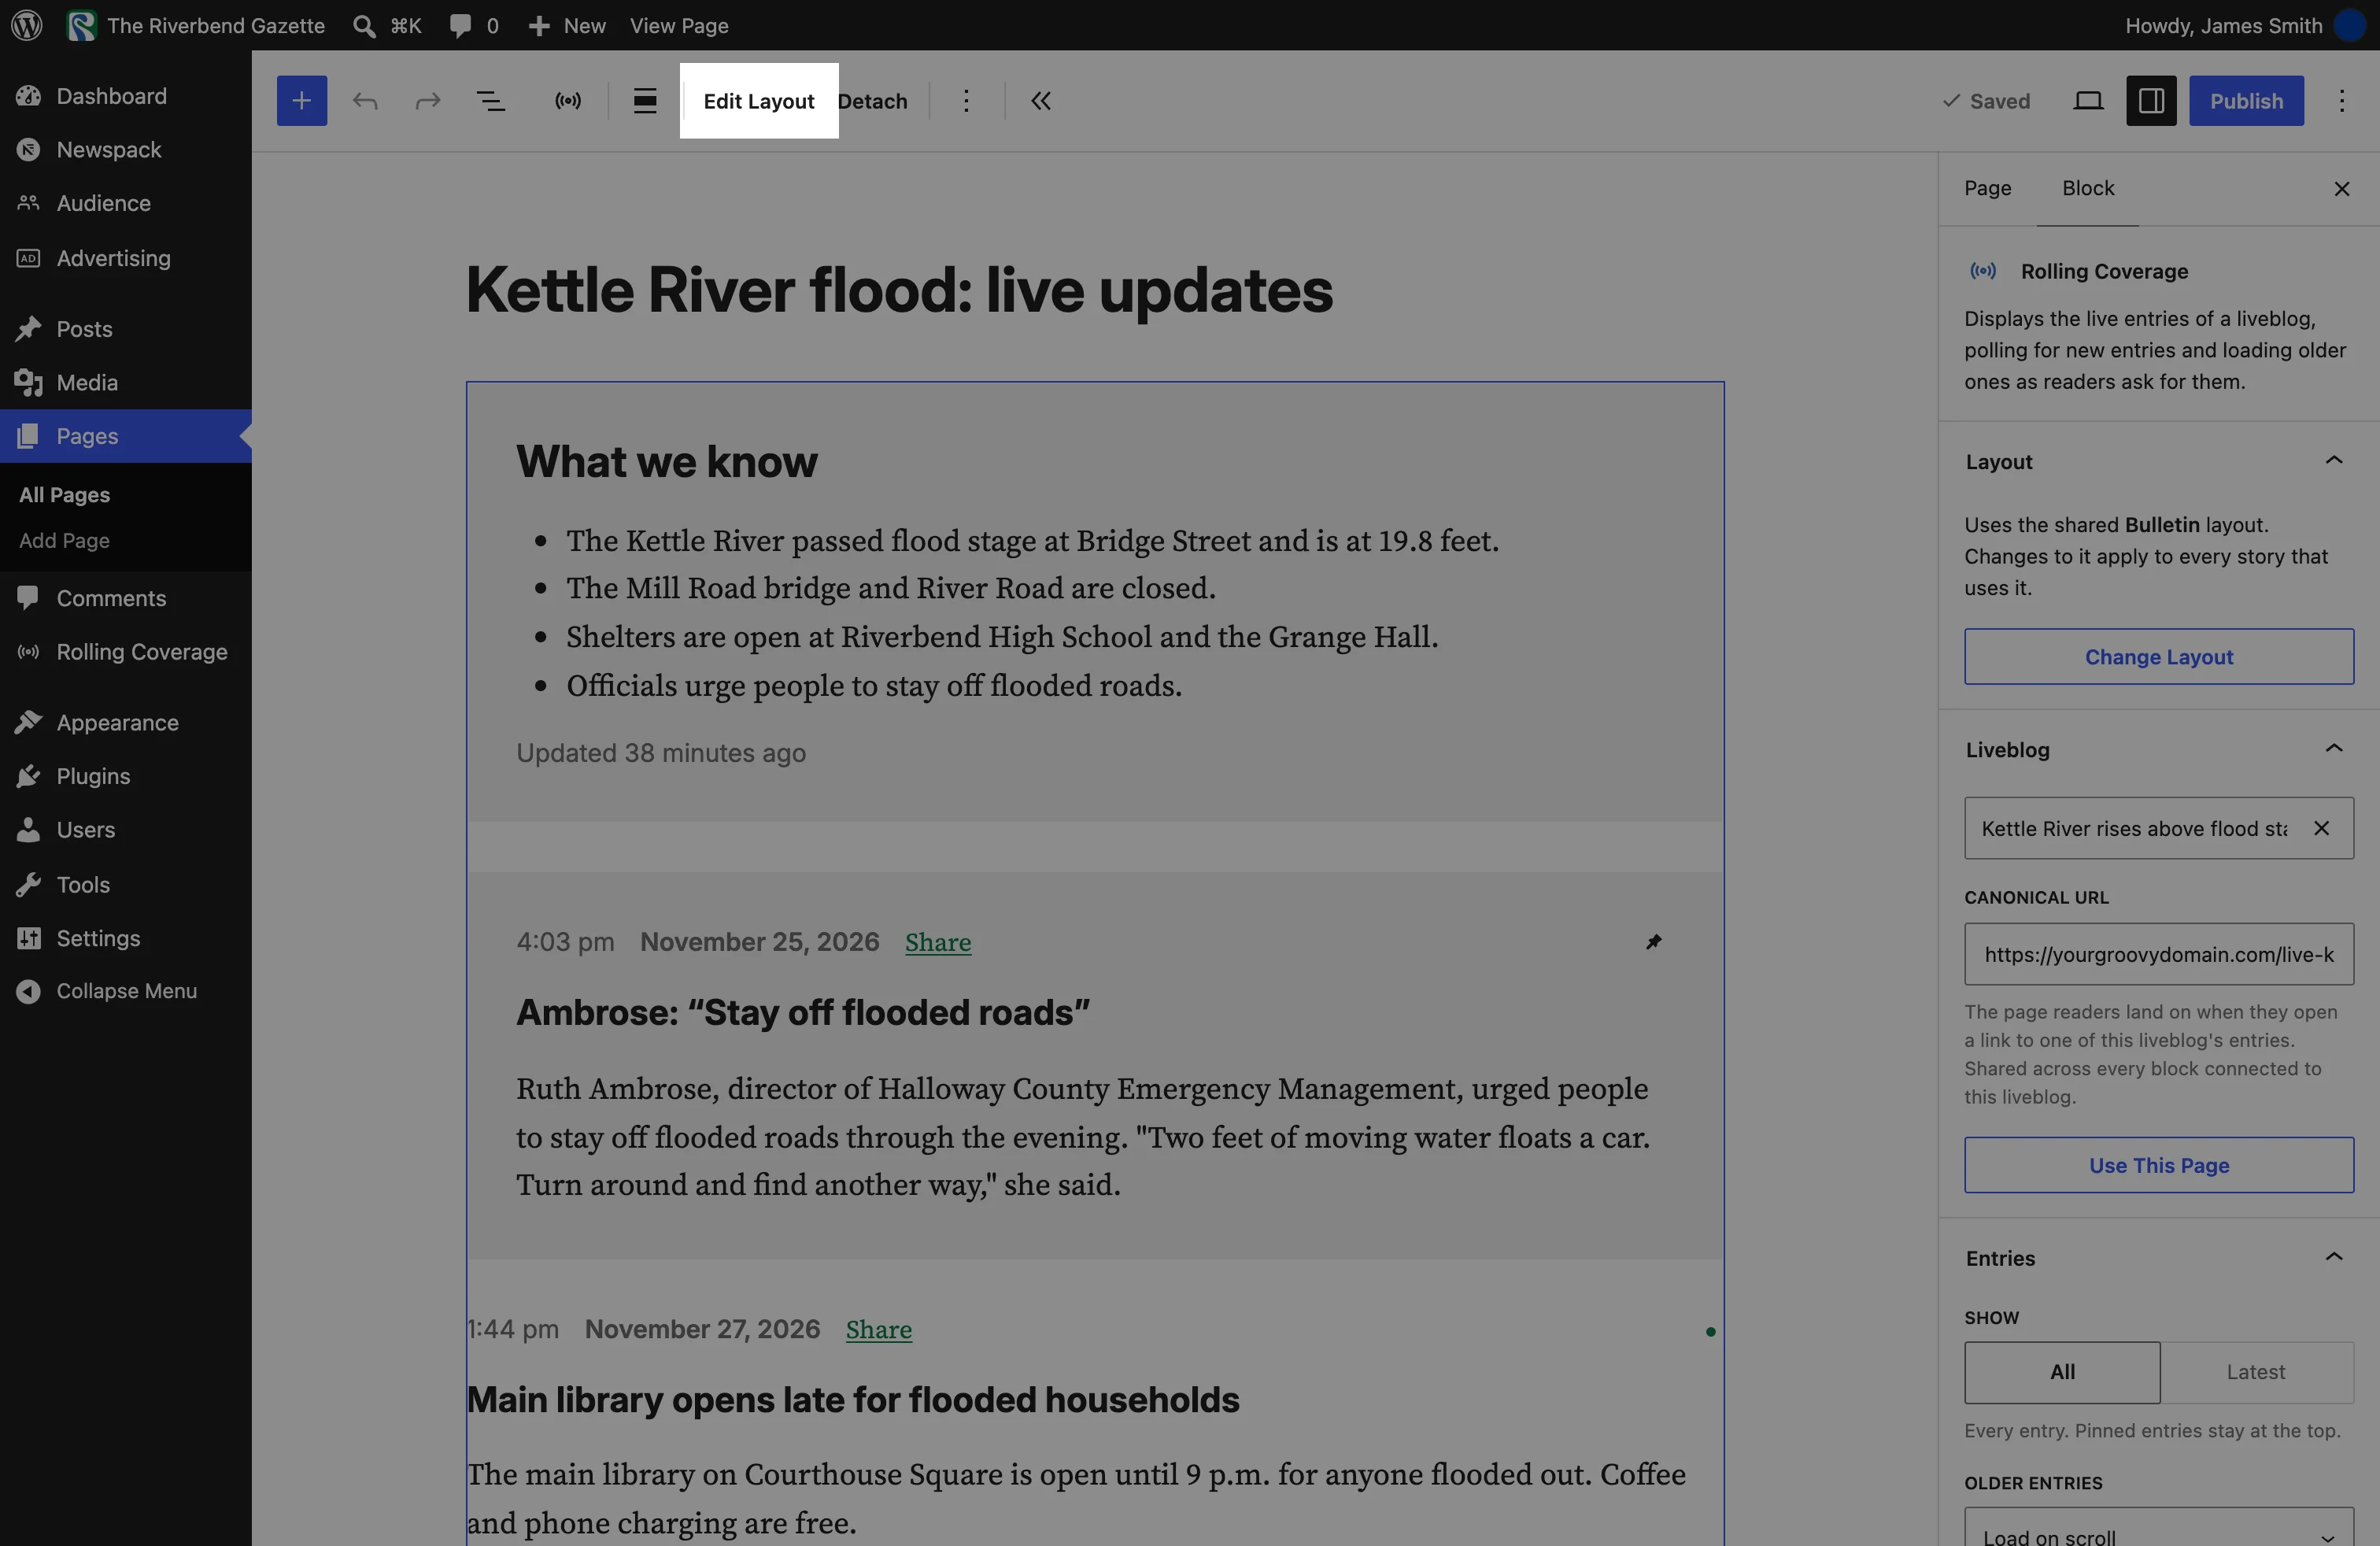 The Riverbend Gazette ⌘K 0 New View Page Howdy, James Smith
Dashboard
Newspack
Audience
AD Advertising
Posts
Media
Pages
All Pages
Add Page
Comments
Rolling Coverage
Appearance
Plugins
Users
Tools
Settings
Collapse Menu
Edit Layout Detach Saved Publish
Kettle River flood: live updates
What we know
• The Kettle River passed flood stage at Bridge Street and is at 19.8 feet.
• The Mill Road bridge and River Road are closed.
• Shelters are open at Riverbend High School and the Grange Hall.
• Officials urge people to stay off flooded roads.
Updated 38 minutes ago
4:03 pm November 25, 2026 Share
Ambrose: “Stay off flooded roads”
Ruth Ambrose, director of Halloway County Emergency Management, urged people
to stay off flooded roads through the evening. "Two feet of moving water floats a car.
Turn around and find another way," she said.
1:44 pm November 27, 2026 Share
Main library opens late for flooded households
The main library on Courthouse Square is open until 9 p.m. for anyone flooded out. Coffee
and phone charging are free.
Page Block
Rolling Coverage
Displays the live entries of a liveblog,
polling for new entries and loading older
ones as readers ask for them.
Layout
Uses the shared Bulletin layout.
Changes to it apply to every story that
uses it.
Change Layout
Liveblog
Kettle River rises above flood sta
CANONICAL URL
https://yourgroovydomain.com/live-k
The page readers land on when they open
a link to one of this liveblog's entries.
Shared across every block connected to
this liveblog.
Use This Page
Entries
SHOW
All Latest
Every entry. Pinned entries stay at the top.
OLDER ENTRIES
Load on scroll